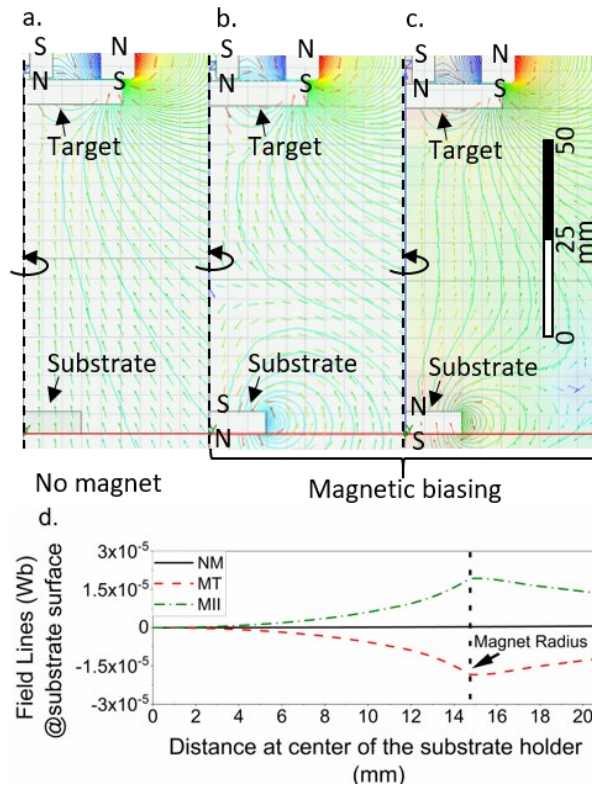 a.
b.
c.
S N
N S
S N
N S
S N
N S
Target
Target
Target
50
25
0
mm
Substrate
Substrate
Substrate
S
N
N
S
No magnet
Magnetic biasing
d.
Field Lines (Wb)
@substrate surface
3x10⁻⁵
1.5x10⁻⁵
0
-1.5x10⁻⁵
-3x10⁻⁵
NM
MT
MII
Magnet Radius
0 2 4 6 8 10 12 14 16 18 20
Distance at center of the substrate holder
(mm)